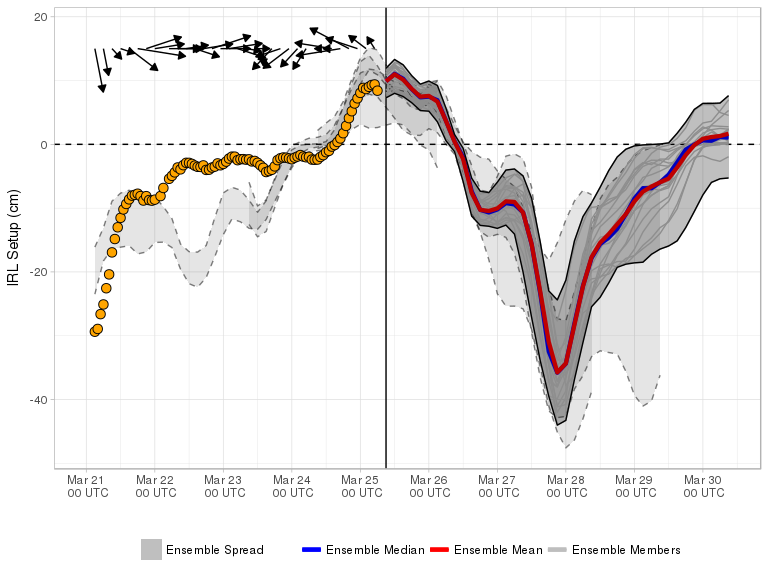 20
0
-20
-40
IRL Setup (cm)
Mar 21 Mar 22 Mar 23 Mar 24 Mar 25 Mar 26 Mar 27 Mar 28 Mar 29 Mar 30
00 UTC 00 UTC 00 UTC 00 UTC 00 UTC 00 UTC 00 UTC 00 UTC 00 UTC 00 UTC
Ensemble Spread Ensemble Median Ensemble Mean Ensemble Members